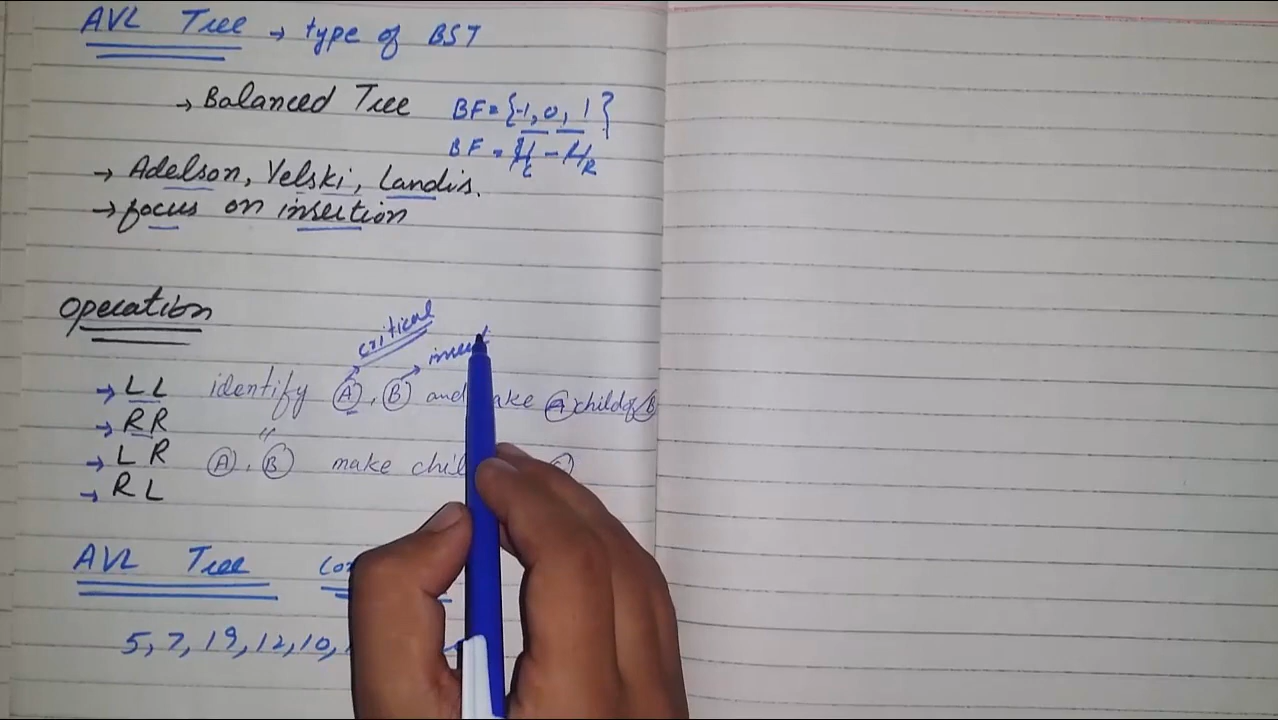 AVL Tree → type of BST
→ Balanced Tree BF = {-1, 0, 1}
BF = HL - HR
→ Adelson, Velski, Landis.
→ focus on insertion
Operation
critical
→ LL identify A, B and child of B
→ RR "
→ LR A, B make
→ RL
AVL Tree
5, 7, 19, 12, 10,